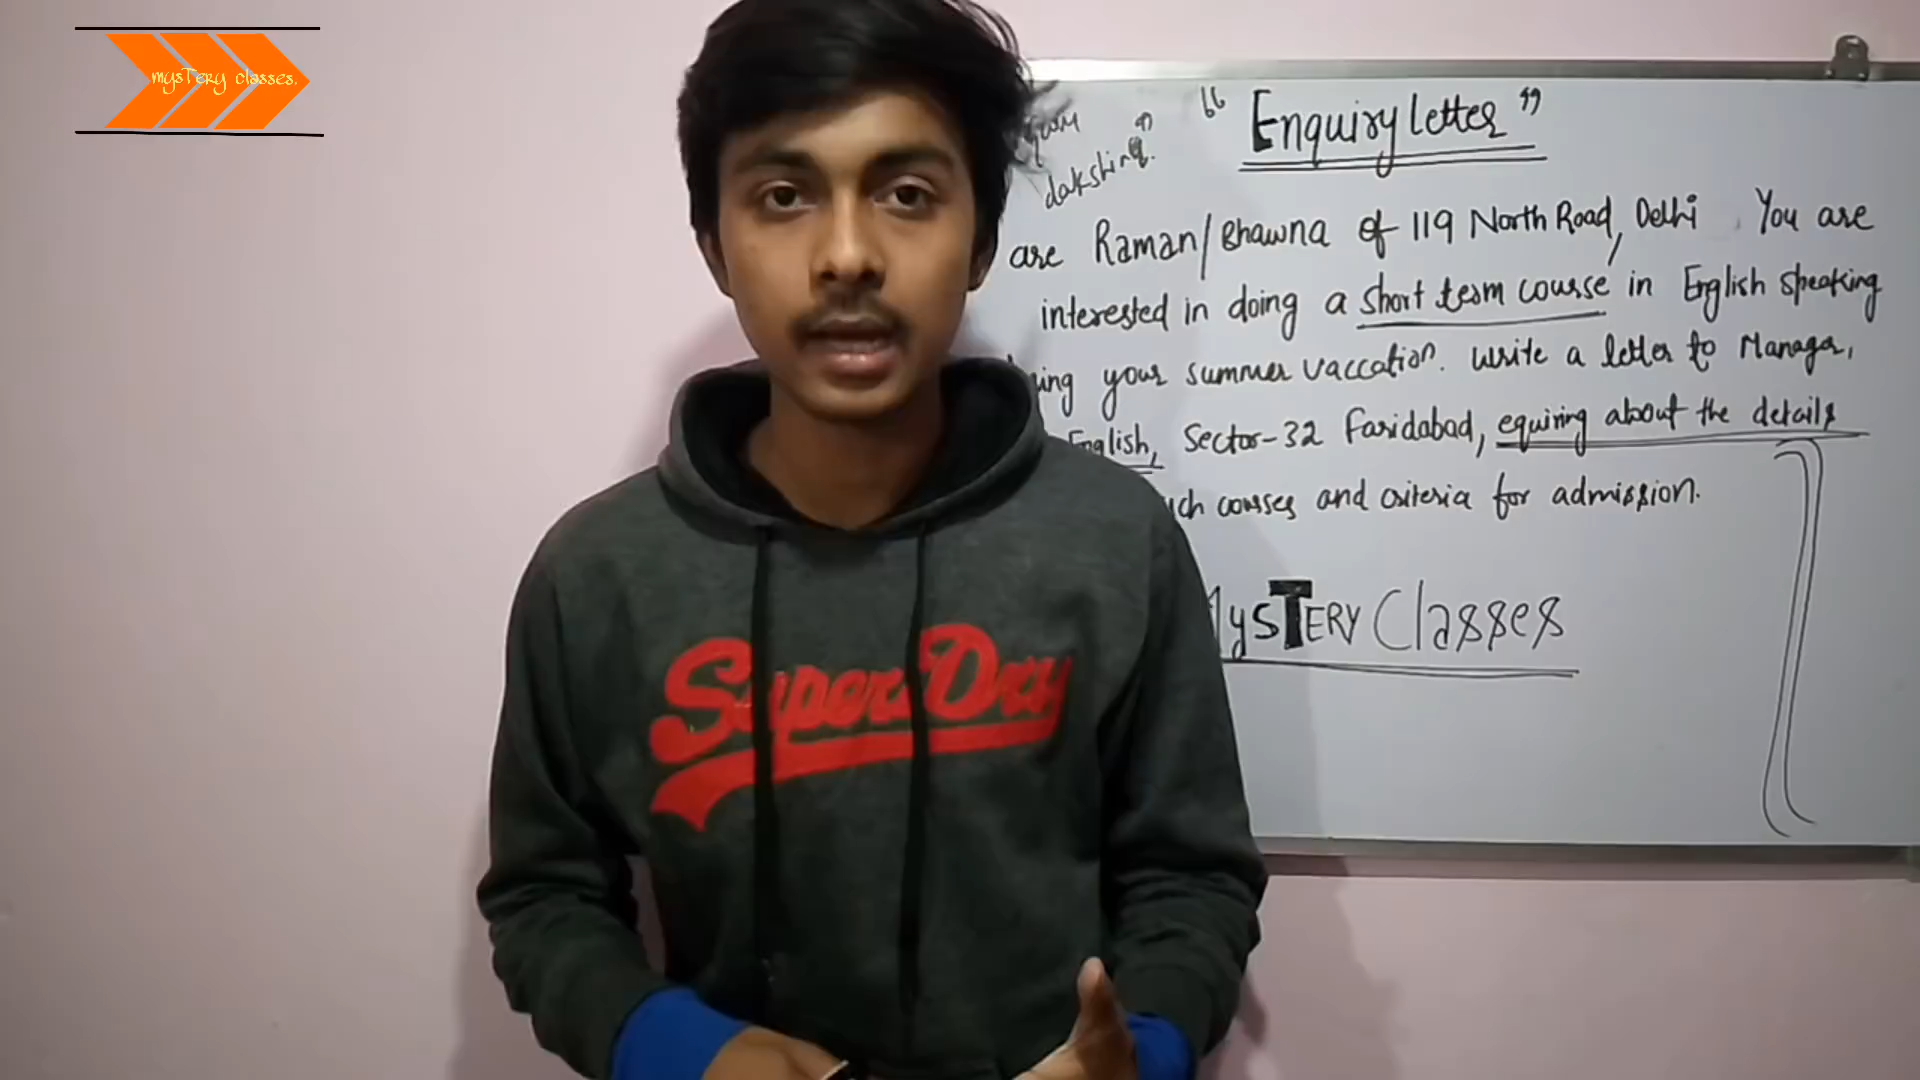 mysTERY classes.
“Enquiry letter”
dakshina”.
are Raman/Bhawna of 119 North Road, Delhi. You are
interested in doing a short term course in English speaking
your summer vaccation. write a letter to Manager,
English, Sector-32 Faridabad, equiring about the details
courses and criteria for admission.
MysTERY Classes
SuperDry